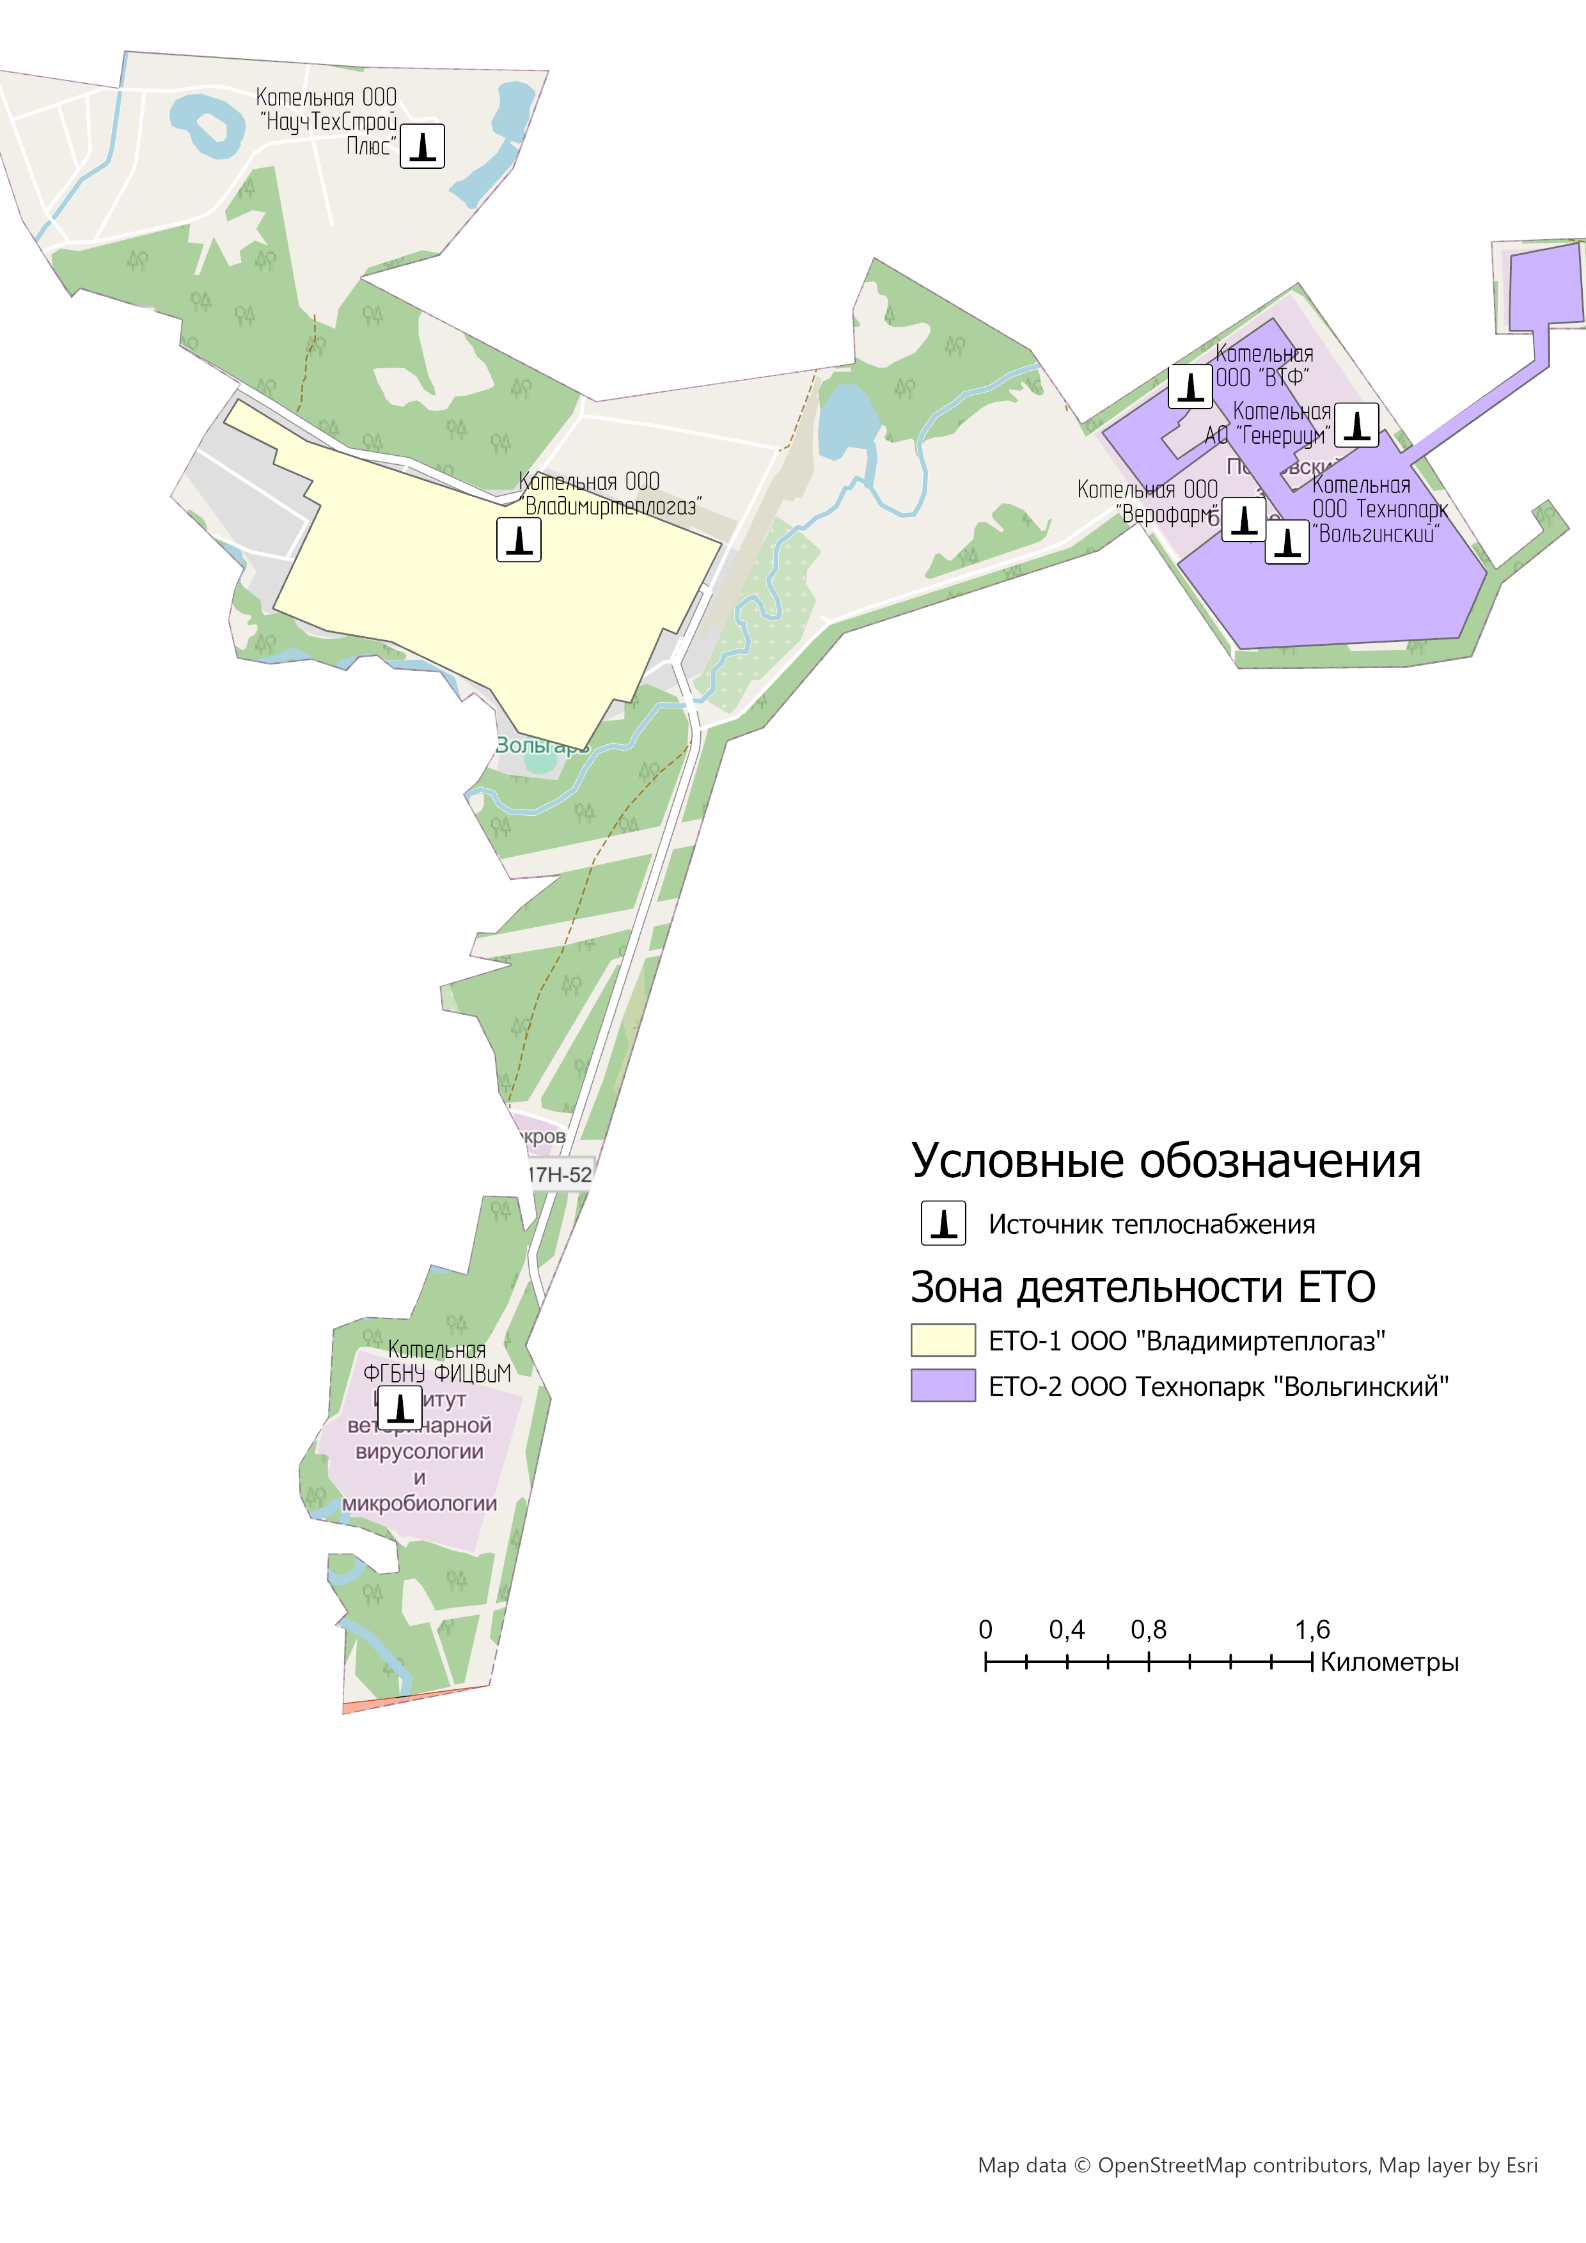 Котельная ООО
"НаучТехСтрой
Плюс"
Котельная
ООО "ВТФ"
Котельная
АО "Генериум"
Котельная ООО
"Владимиртеплогаз"
Котельная ООО
"Верофарм"
Котельная
ООО Технопарк
"Вольгинский"
Вольгарь
17Н-52
Котельная
ФГБНУ ФИЦВиМ
Институт
ветеринарной
вирусологии
и
микробиологии
Условные обозначения
Источник теплоснабжения
Зона деятельности ЕТО
ЕТО-1 ООО "Владимиртеплогаз"
ЕТО-2 ООО Технопарк "Вольгинский"
0 0,4 0,8 1,6
Километры
Map data © OpenStreetMap contributors, Map layer by Esri